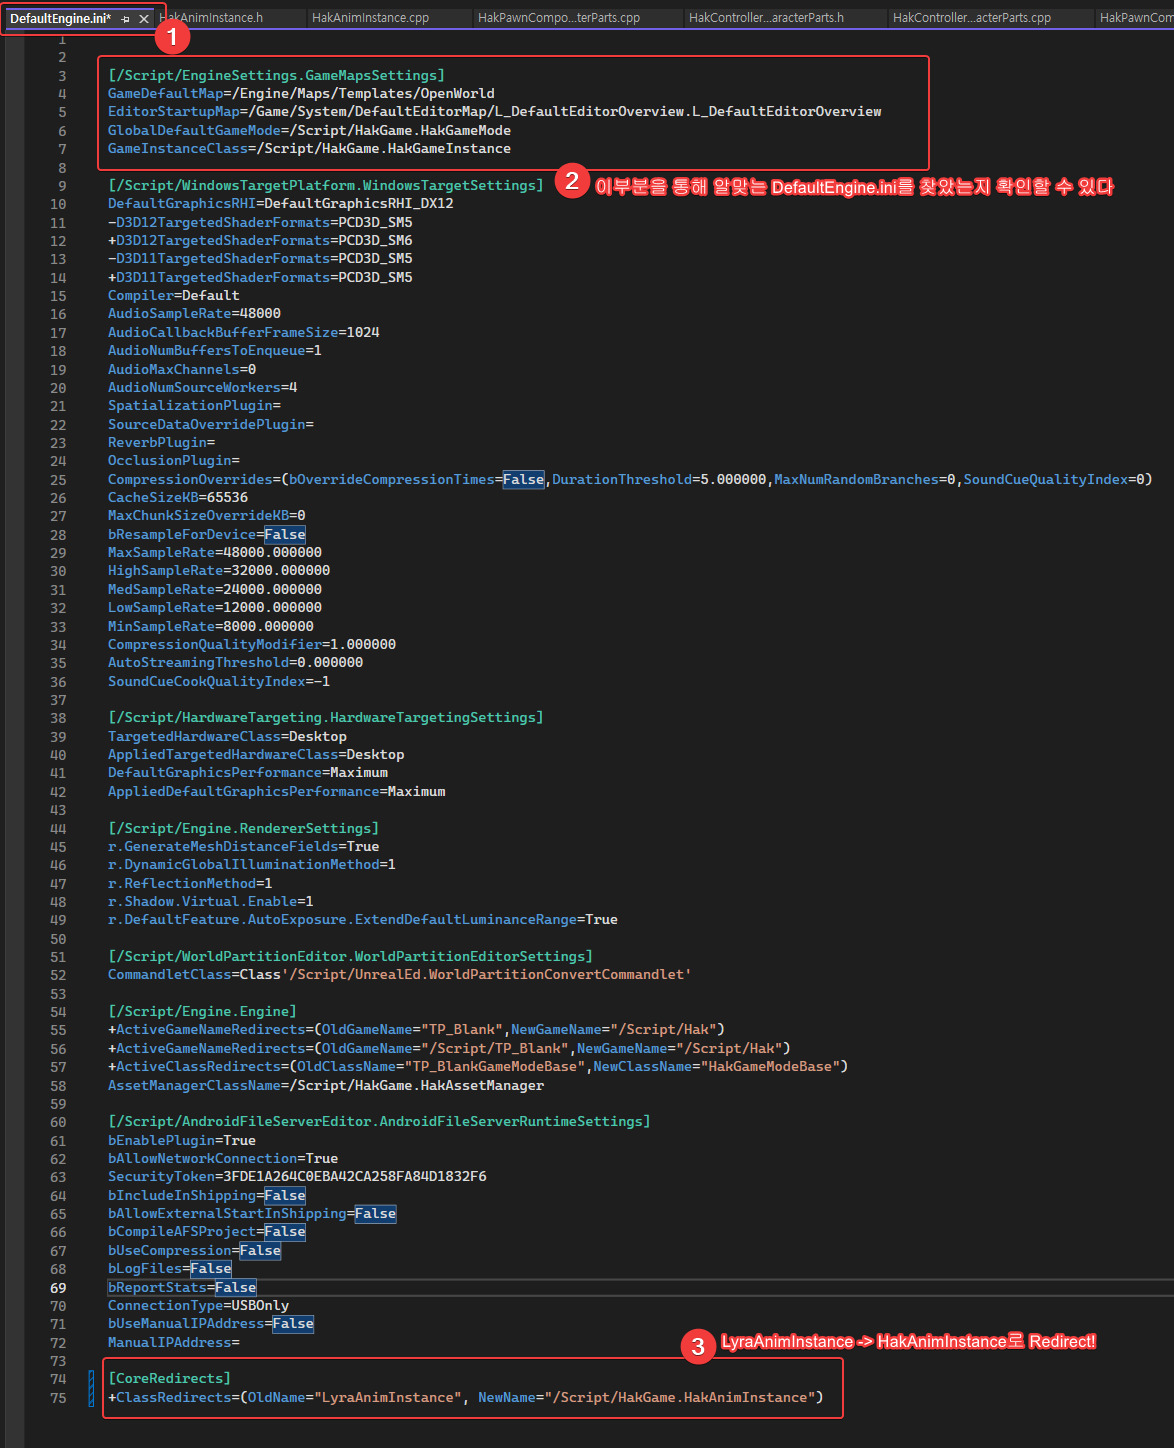 DefaultEngine.ini*
HakAnimInstance.h
HakAnimInstance.cpp
HakPawnCompo...terParts.cpp
HakController...aracterParts.h
HakController...acterParts.cpp
HakPawnCom
1
1
2
3 [/Script/EngineSettings.GameMapsSettings]
4 GameDefaultMap=/Engine/Maps/Templates/OpenWorld
5 EditorStartupMap=/Game/System/DefaultEditorMap/L_DefaultEditorOverview.L_DefaultEditorOverview
6 GlobalDefaultGameMode=/Script/HakGame.HakGameMode
7 GameInstanceClass=/Script/HakGame.HakGameInstance
8
2 이부분을 통해 알맞는 DefaultEngine.ini를 찾았는지 확인할 수 있다
9 [/Script/WindowsTargetPlatform.WindowsTargetSettings]
10 DefaultGraphicsRHI=DefaultGraphicsRHI_DX12
11 -D3D12TargetedShaderFormats=PCD3D_SM5
12 +D3D12TargetedShaderFormats=PCD3D_SM6
13 -D3D11TargetedShaderFormats=PCD3D_SM5
14 +D3D11TargetedShaderFormats=PCD3D_SM5
15 Compiler=Default
16 AudioSampleRate=48000
17 AudioCallbackBufferFrameSize=1024
18 AudioNumBuffersToEnqueue=1
19 AudioMaxChannels=0
20 AudioNumSourceWorkers=4
21 SpatializationPlugin=
22 SourceDataOverridePlugin=
23 ReverbPlugin=
24 OcclusionPlugin=
25 CompressionOverrides=(bOverrideCompressionTimes=False,DurationThreshold=5.000000,MaxNumRandomBranches=0,SoundCueQualityIndex=0)
26 CacheSizeKB=65536
27 MaxChunkSizeOverrideKB=0
28 bResampleForDevice=False
29 MaxSampleRate=48000.000000
30 HighSampleRate=32000.000000
31 MedSampleRate=24000.000000
32 LowSampleRate=12000.000000
33 MinSampleRate=8000.000000
34 CompressionQualityModifier=1.000000
35 AutoStreamingThreshold=0.000000
36 SoundCueCookQualityIndex=-1
37
38 [/Script/HardwareTargeting.HardwareTargetingSettings]
39 TargetedHardwareClass=Desktop
40 AppliedTargetedHardwareClass=Desktop
41 DefaultGraphicsPerformance=Maximum
42 AppliedDefaultGraphicsPerformance=Maximum
43
44 [/Script/Engine.RendererSettings]
45 r.GenerateMeshDistanceFields=True
46 r.DynamicGlobalIlluminationMethod=1
47 r.ReflectionMethod=1
48 r.Shadow.Virtual.Enable=1
49 r.DefaultFeature.AutoExposure.ExtendDefaultLuminanceRange=True
50
51 [/Script/WorldPartitionEditor.WorldPartitionEditorSettings]
52 CommandletClass=Class'/Script/UnrealEd.WorldPartitionConvertCommandlet'
53
54 [/Script/Engine.Engine]
55 +ActiveGameNameRedirects=(OldGameName="TP_Blank",NewGameName="/Script/Hak")
56 +ActiveGameNameRedirects=(OldGameName="/Script/TP_Blank",NewGameName="/Script/Hak")
57 +ActiveClassRedirects=(OldClassName="TP_BlankGameModeBase",NewClassName="HakGameModeBase")
58 AssetManagerClassName=/Script/HakGame.HakAssetManager
59
60 [/Script/AndroidFileServerEditor.AndroidFileServerRuntimeSettings]
61 bEnablePlugin=True
62 bAllowNetworkConnection=True
63 SecurityToken=3FDE1A264C0EBA42CA258FA84D1832F6
64 bIncludeInShipping=False
65 bAllowExternalStartInShipping=False
66 bCompileAFSProject=False
67 bUseCompression=False
68 bLogFiles=False
69 bReportStats=False
70 ConnectionType=USBOnly
71 bUseManualIPAddress=False
72 ManualIPAddress=
3 LyraAnimInstance -> HakAnimInstance로 Redirect!
73
74 [CoreRedirects]
75 +ClassRedirects=(OldName="LyraAnimInstance", NewName="/Script/HakGame.HakAnimInstance")